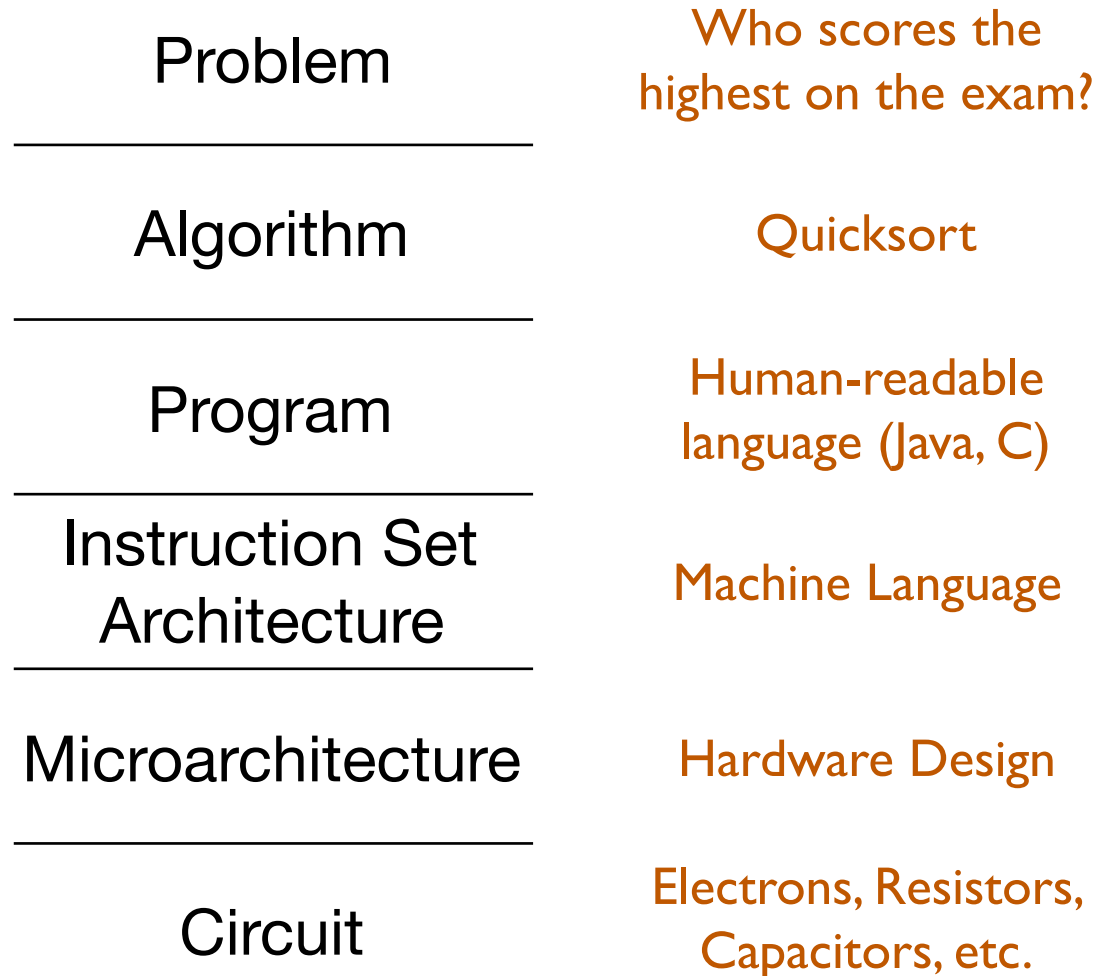 Problem
Who scores the
highest on the exam?
Algorithm
Quicksort
Program
Human-readable
language (Java, C)
Instruction Set
Architecture
Machine Language
Microarchitecture
Hardware Design
Circuit
Electrons, Resistors,
Capacitors, etc.